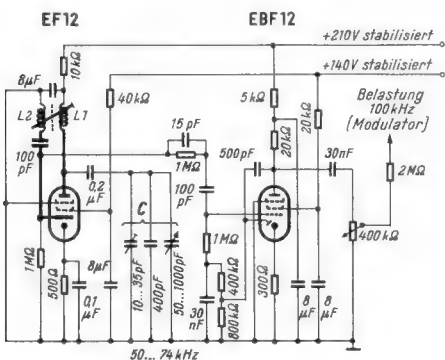 EF12
EBF12
+210V stabilisiert
+140V stabilisiert
8µF
10kΩ
40kΩ
5kΩ
20kΩ
20kΩ
Belastung
100kHz
(Modulator)
L2
L1
15pF
1MΩ
500pF
30nF
2MΩ
100
pF
0,2
µF
C
100
pF
400kΩ
1MΩ
500Ω
0,1
µF
8µF
10...35pF
400pF
50...1000pF
1MΩ
30
nF
400kΩ
800kΩ
300Ω
8
µF
8
µF
50...74kHz